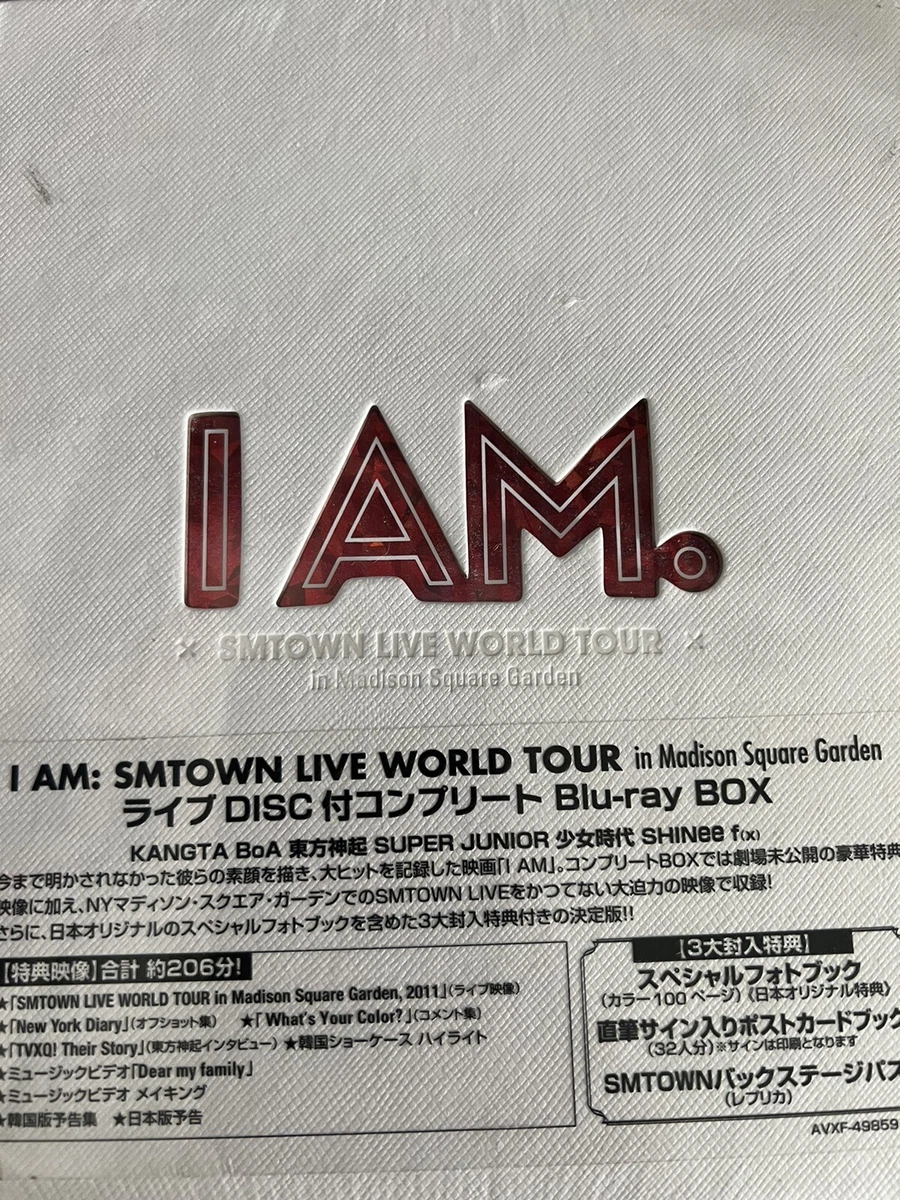 I AM.
× SMTOWN LIVE WORLD TOUR ×
in Madison Square Garden
I AM: SMTOWN LIVE WORLD TOUR in Madison Square Garden
ライブDISC付コンプリート Blu-ray BOX
KANGTA BoA 東方神起 SUPER JUNIOR 少女時代 SHINee f(x)
今まで明かされなかった彼らの素顔を描き、大ヒットを記録した映画「I AM」。コンプリートBOXでは劇場未公開の豪華特典
映像に加え、NYマディソン・スクエア・ガーデンでのSMTOWN LIVEをかつてない大迫力の映像で収録!
さらに、日本オリジナルのスペシャルフォトブックを含めた3大封入特典付きの決定版!!
【特典映像】合計 約206分!
★「SMTOWN LIVE WORLD TOUR in Madison Square Garden, 2011」(ライブ映像)
★「New York Diary」(オフショット集) ★「What's Your Color?」(コメント集)
★「TVXQ! Their Story」(東方神起インタビュー) ★韓国ショーケース ハイライト
★ミュージックビデオ「Dear my family」
★ミュージックビデオ メイキング
★韓国版予告集 ★日本版予告
【3大封入特典】
スペシャルフォトブック
(カラー100ページ)《日本オリジナル特典》
直筆サイン入りポストカードブック
(32人分)※サインは印刷となります
SMTOWNバックステージパス
(レプリカ)
AVXF-49859